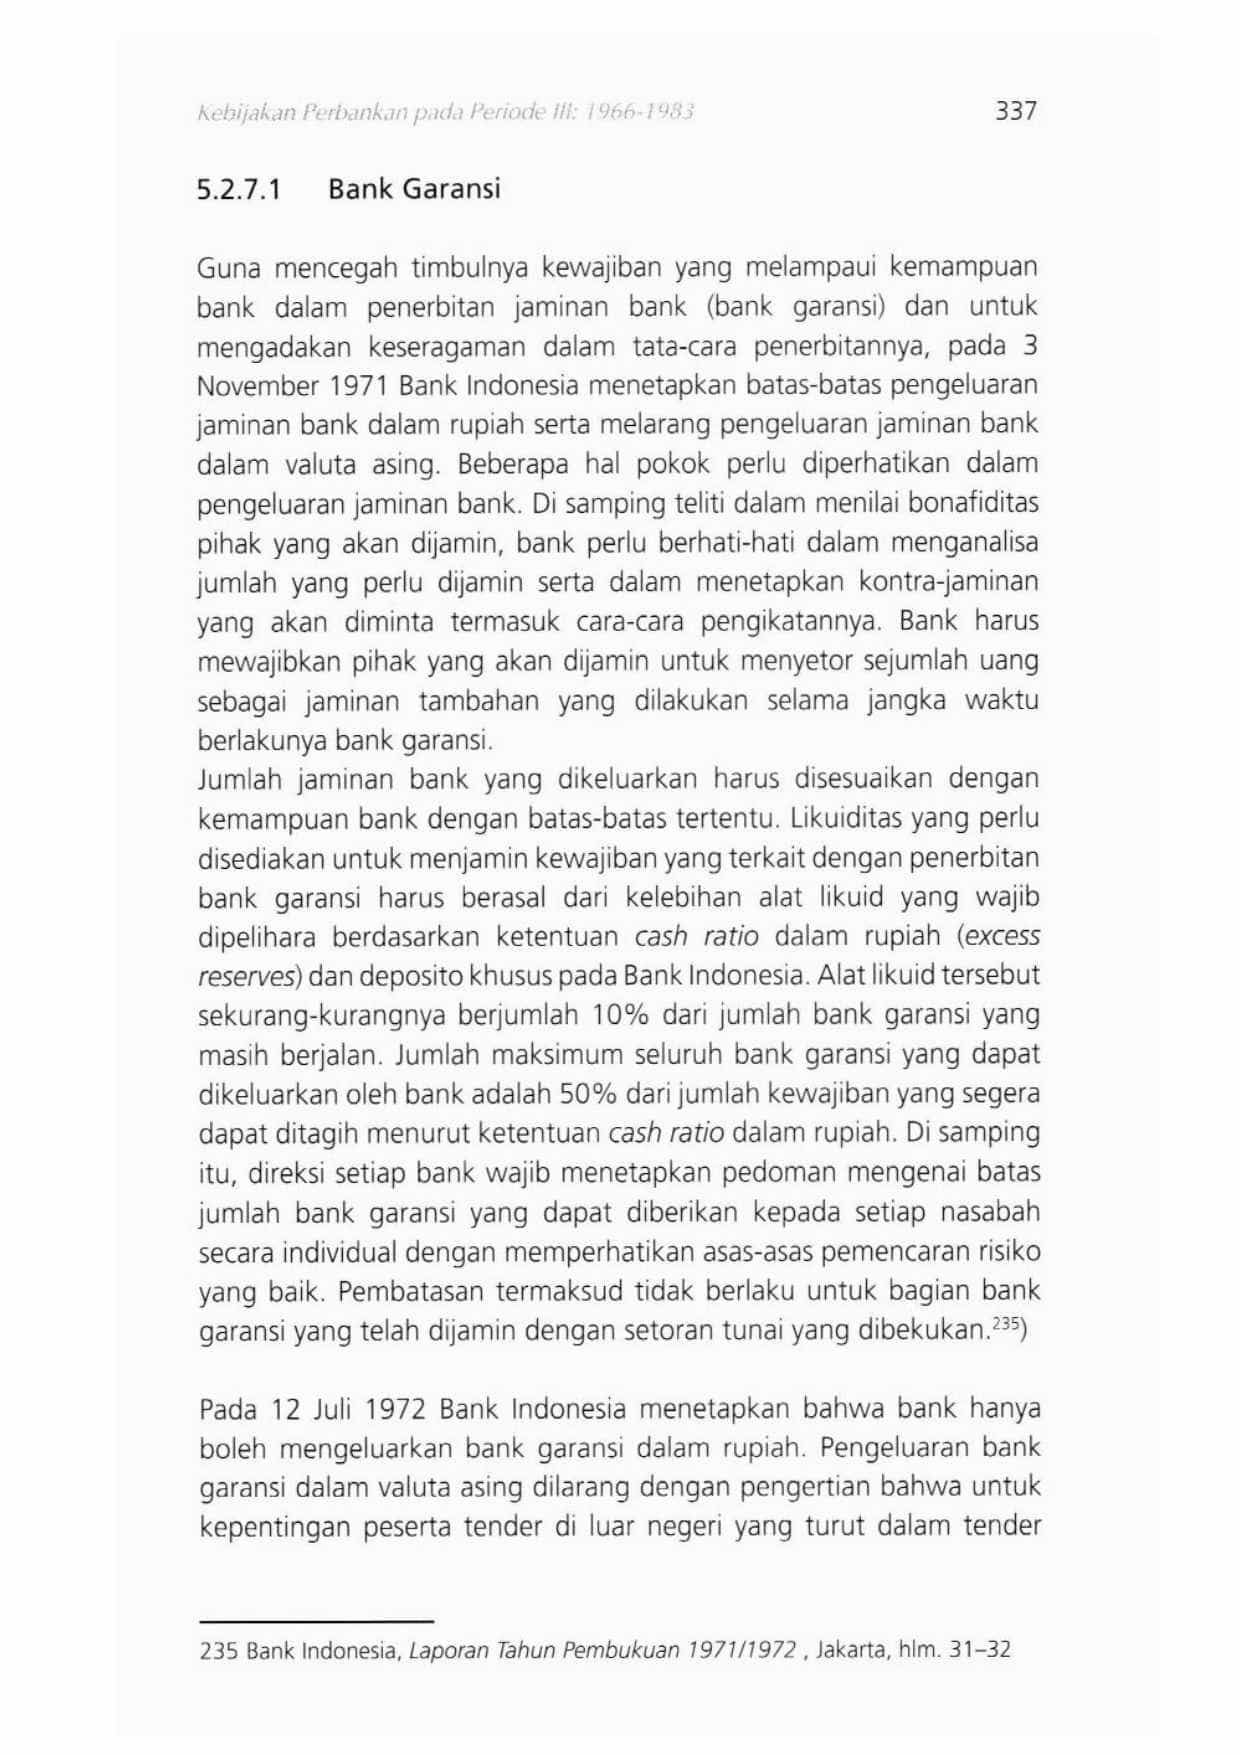 Kebijakan Perbankan pada Periode III: 1966-1983 337
5.2.7.1 Bank Garansi
Guna mencegah timbulnya kewajiban yang melampaui kemampuan
bank dalam penerbitan jaminan bank (bank garansi) dan untuk
mengadakan keseragaman dalam tata-cara penerbitannya, pada 3
November 1971 Bank Indonesia menetapkan batas-batas pengeluaran
jaminan bank dalam rupiah serta melarang pengeluaran jaminan bank
dalam valuta asing. Beberapa hal pokok perlu diperhatikan dalam
pengeluaran jaminan bank. Di samping teliti dalam menilai bonafiditas
pihak yang akan dijamin, bank perlu berhati-hati dalam menganalisa
jumlah yang perlu dijamin serta dalam menetapkan kontra-jaminan
yang akan diminta termasuk cara-cara pengikatannya. Bank harus
mewajibkan pihak yang akan dijamin untuk menyetor sejumlah uang
sebagai jaminan tambahan yang dilakukan selama jangka waktu
berlakunya bank garansi.
Jumlah jaminan bank yang dikeluarkan harus disesuaikan dengan
kemampuan bank dengan batas-batas tertentu. Likuiditas yang perlu
disediakan untuk menjamin kewajiban yang terkait dengan penerbitan
bank garansi harus berasal dari kelebihan alat likuid yang wajib
dipelihara berdasarkan ketentuan cash ratio dalam rupiah (excess
reserves) dan deposito khusus pada Bank Indonesia. Alat likuid tersebut
sekurang-kurangnya berjumlah 10% dari jumlah bank garansi yang
masih berjalan. Jumlah maksimum seluruh bank garansi yang dapat
dikeluarkan oleh bank adalah 50% dari jumlah kewajiban yang segera
dapat ditagih menurut ketentuan cash ratio dalam rupiah. Di samping
itu, direksi setiap bank wajib menetapkan pedoman mengenai batas
jumlah bank garansi yang dapat diberikan kepada setiap nasabah
secara individual dengan memperhatikan asas-asas pemencaran risiko
yang baik. Pembatasan termaksud tidak berlaku untuk bagian bank
garansi yang telah dijamin dengan setoran tunai yang dibekukan.235)
Pada 12 Juli 1972 Bank Indonesia menetapkan bahwa bank hanya
boleh mengeluarkan bank garansi dalam rupiah. Pengeluaran bank
garansi dalam valuta asing dilarang dengan pengertian bahwa untuk
kepentingan peserta tender di luar negeri yang turut dalam tender
235 Bank Indonesia, Laporan Tahun Pembukuan 1971/1972 , Jakarta, hlm. 31–32